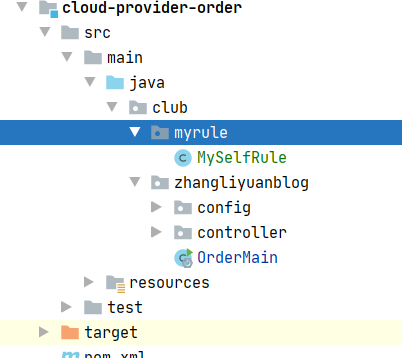 cloud-provider-order
src
main
java
club
myrule
MySelfRule
zhangliyuanblog
config
controller
OrderMain
resources
test
target
pom.xml